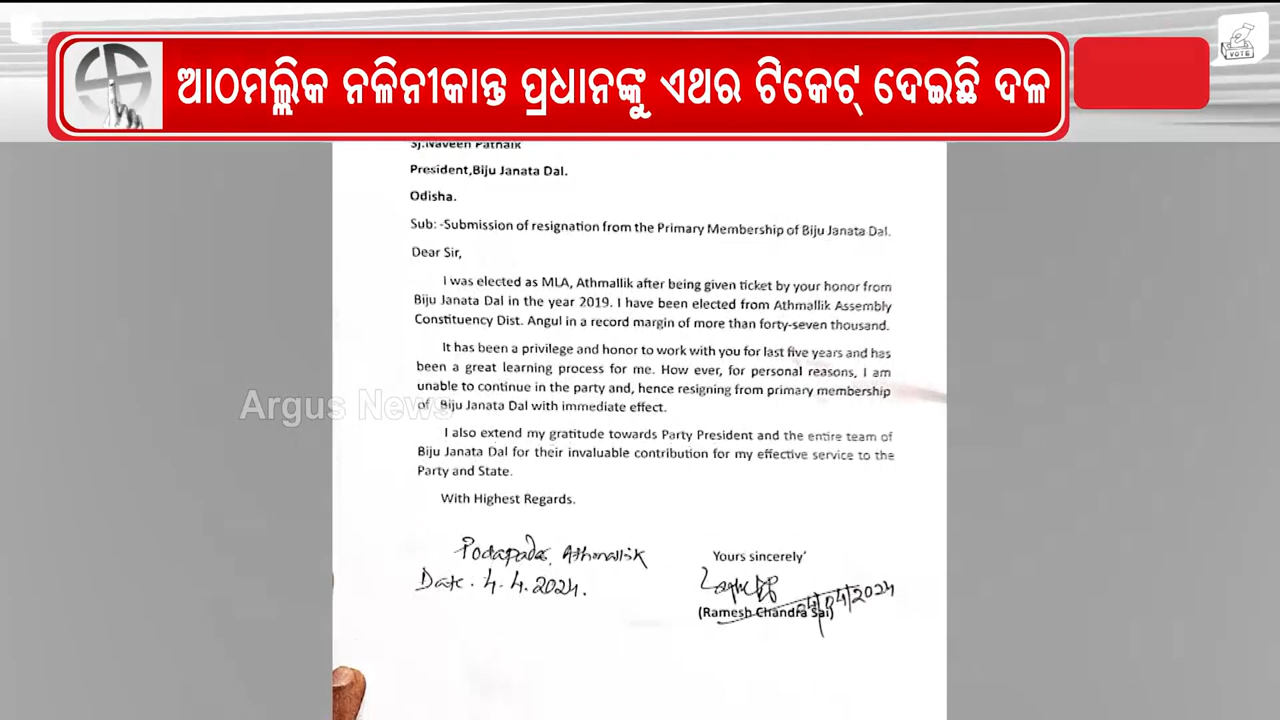 ଆଠମଲ୍ଲିକ ନଳିନୀକାନ୍ତ ପ୍ରଧାନଙ୍କୁ ଏଥର ଟିକେଟ୍ ଦେଇଛି ଦଳ
VOTE
Sj.Naveen Patnaik
President,Biju Janata Dal.
Odisha.
Sub: -Submission of resignation from the Primary Membership of Biju Janata Dal.
Dear Sir,
I was elected as MLA, Athmallik after being given ticket by your honor from
Biju Janata Dal in the year 2019. I have been elected from Athmallik Assembly
Constituency Dist. Angul in a record margin of more than forty-seven thousand.
It has been a privilege and honor to work with you for last five years and has
been a great learning process for me. How ever, for personal reasons, I am
unable to continue in the party and, hence resigning from primary membership
of Biju Janata Dal with immediate effect.
Argus News
I also extend my gratitude towards Party President and the entire team of
Biju Janata Dal for their invaluable contribution for my effective service to the
Party and State.
With Highest Regards.
Podapada, Athmallik
Date. 4.4.2024.
Yours sincerely'
04/04/2024
(Ramesh Chandra Sai)